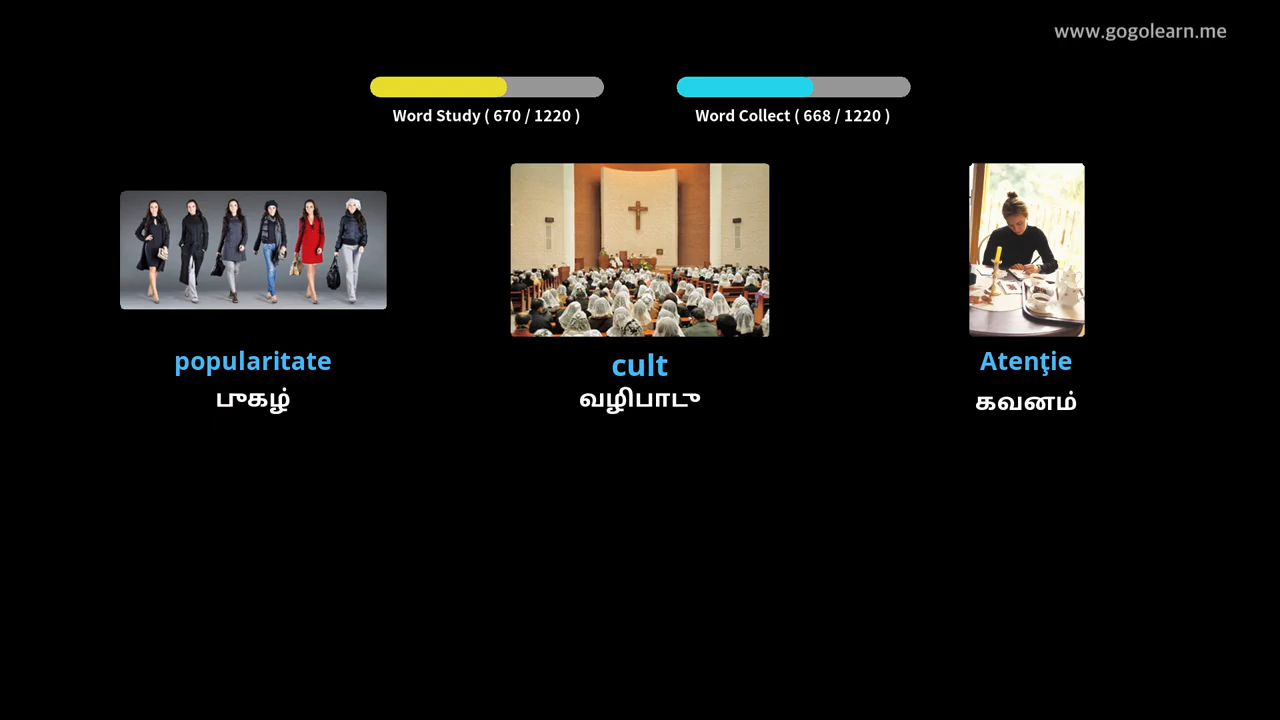 www.gogolearn.me
Word Study ( 670 / 1220 )
Word Collect ( 668 / 1220 )
popularitate
cult
Atenţie
புகழ்
வழிபாடு
கவனம்